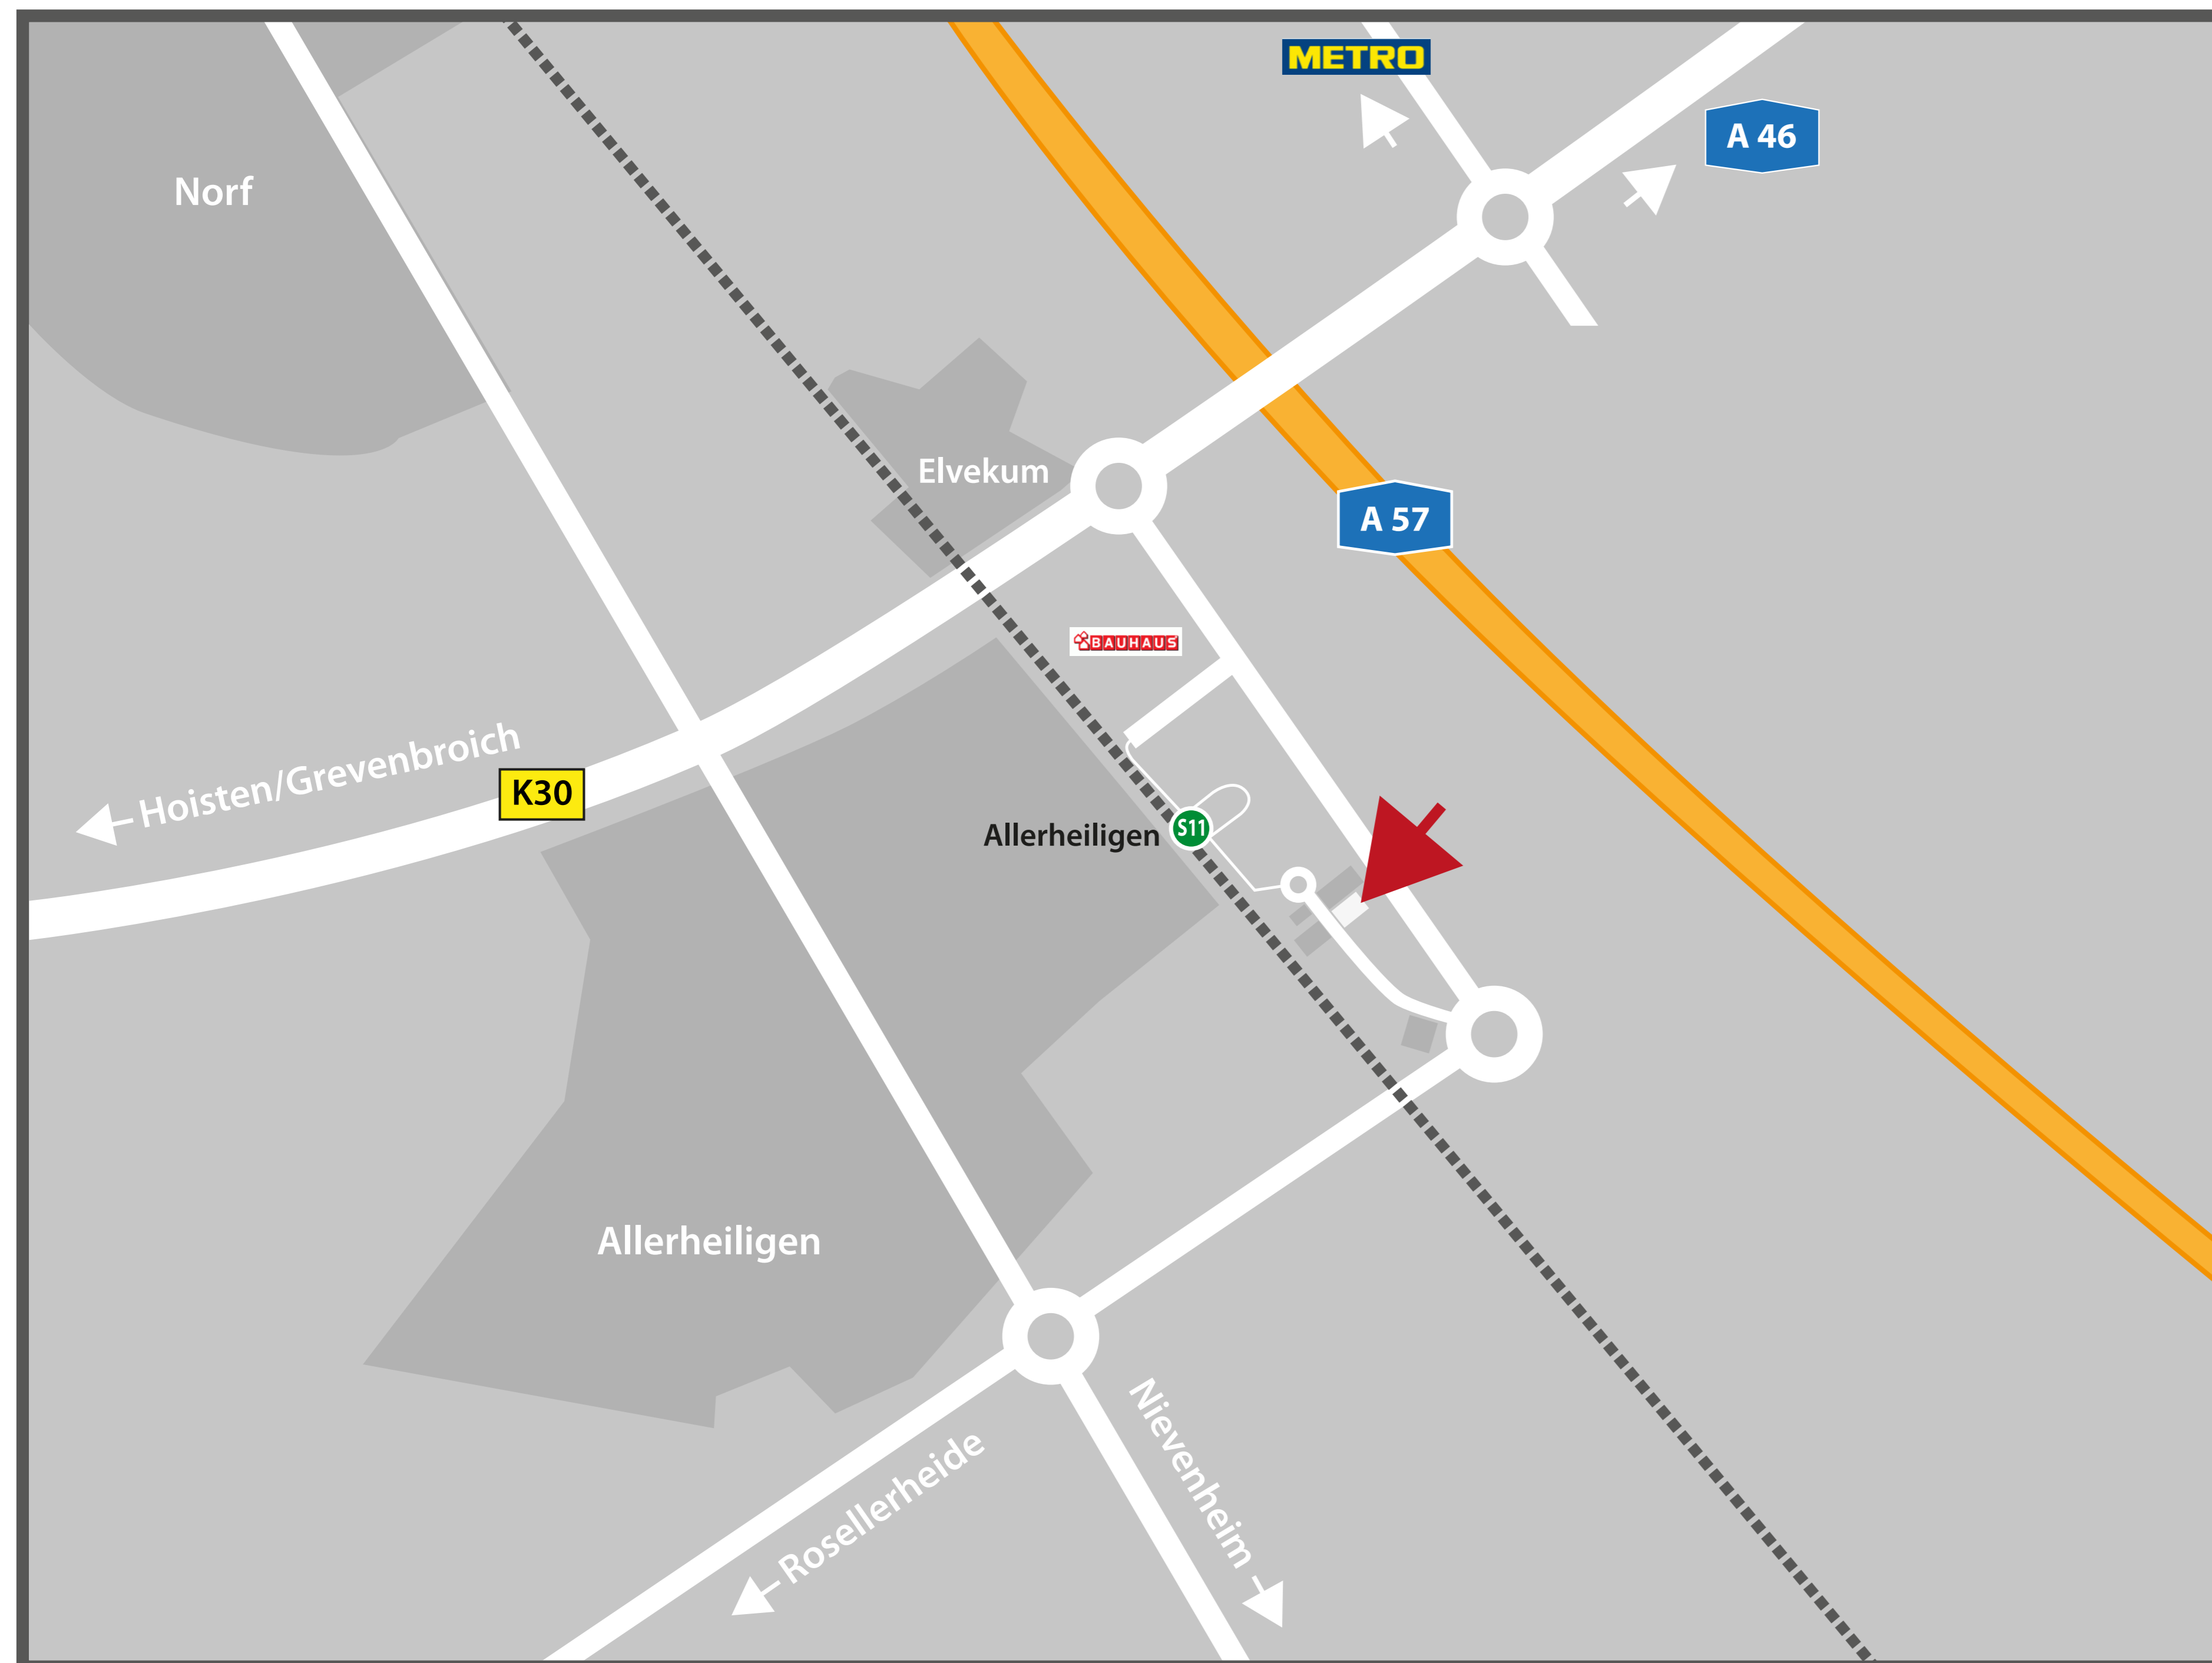 METRO
A 46
Norf
Elvekum
A 57
BAUHAUS
Hoisten/Grevenbroich
K30
S11
Allerheiligen
Allerheiligen
Nievenheim
Rosellerheide